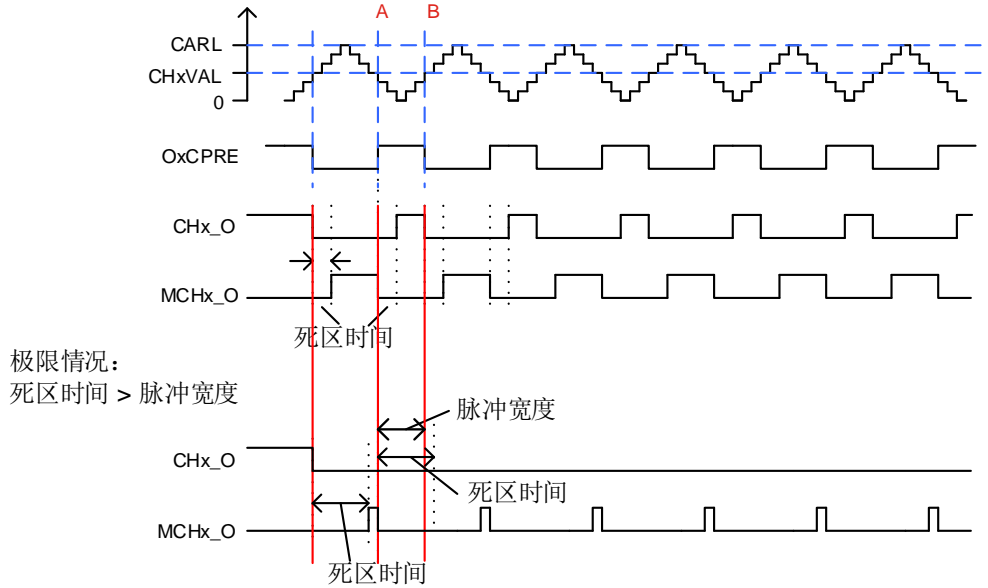 A
B
CARL
CHxVAL
0
OxCPRE
CHx_O
MCHx_O
死区时间
极限情况：
死区时间 > 脉冲宽度
脉冲宽度
CHx_O
死区时间
MCHx_O
死区时间